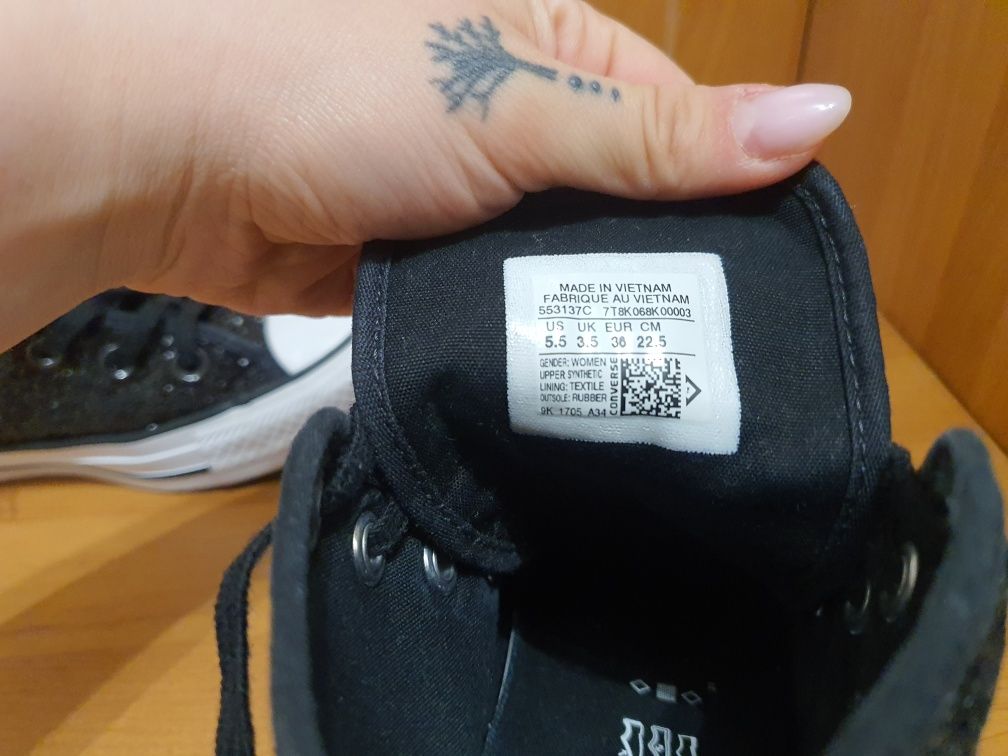 MADE IN VIETNAM
FABRIQUE AU VIETNAM
553137C 7T8K068K00003
US UK EUR CM
5.5 3.5 36 22.5
GENDER: WOMEN
UPPER SYNTHETIC
LINING: TEXTILE
OUTSOLE: RUBBER
9K 1705 A34
CONVERSE